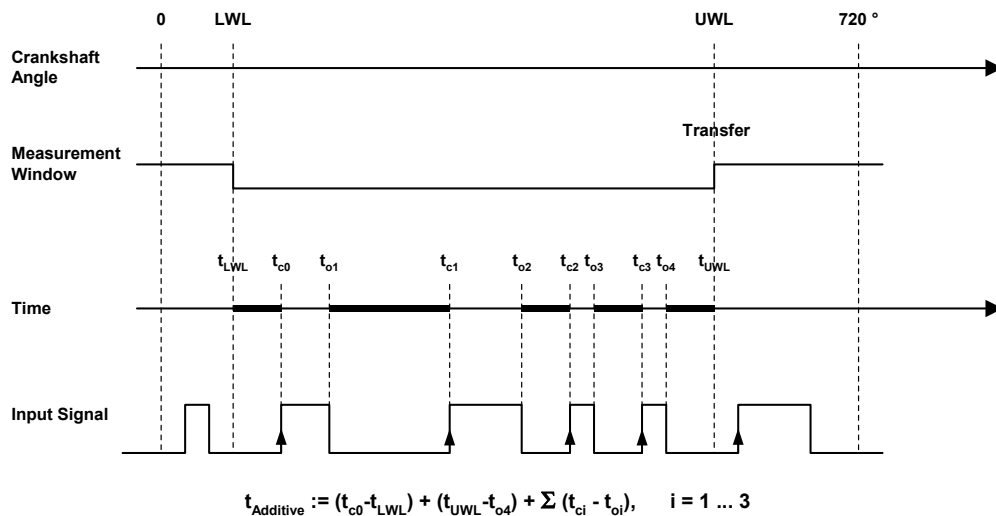 0 LWL UWL 720 °
Crankshaft
Angle
Transfer
Measurement
Window
t_LWL t_c0 t_o1 t_c1 t_o2 t_c2 t_o3 t_c3 t_o4 t_UWL
Time
Input Signal
t_Additive := (t_c0-t_LWL) + (t_UWL-t_o4) + Σ (t_ci - t_oi), i = 1 ... 3